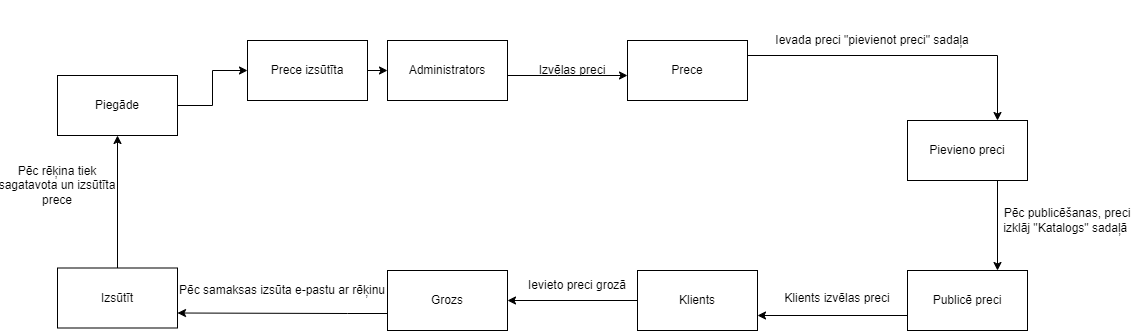 Ievada preci "pievienot preci" sadaļa
Prece izsūtīta
Administrators
Izvēlas preci
Prece
Piegāde
Pievieno preci
Pēc rēķina tiek
sagatavota un izsūtīta
prece
Pēc publicēšanas, preci
izklāj "Katalogs" sadaļā
Izsūtīt
Pēc samaksas izsūta e-pastu ar rēķinu
Grozs
Ievieto preci grozā
Klients
Klients izvēlas preci
Publicē preci